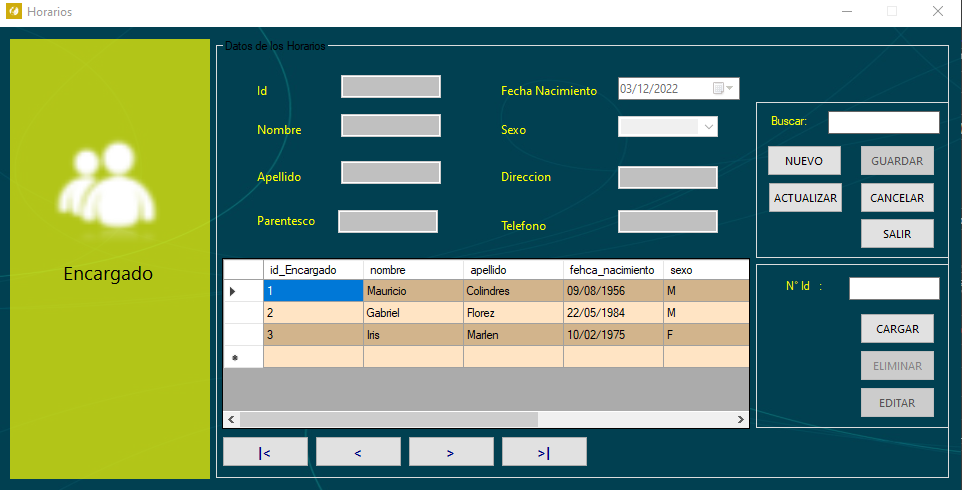 Horarios
Encargado
Datos de los Horarios
Id
Fecha Nacimiento 03/12/2022
Nombre
Sexo
Apellido
Direccion
Parentesco
Telefono
Buscar:
NUEVO GUARDAR
ACTUALIZAR CANCELAR
SALIR
id_Encargado nombre apellido fehca_nacimiento sexo
1 Mauricio Colindres 09/08/1956 M
2 Gabriel Florez 22/05/1984 M
3 Iris Marlen 10/02/1975 F
*
N° Id :
CARGAR
ELIMINAR
EDITAR
|< < > >|